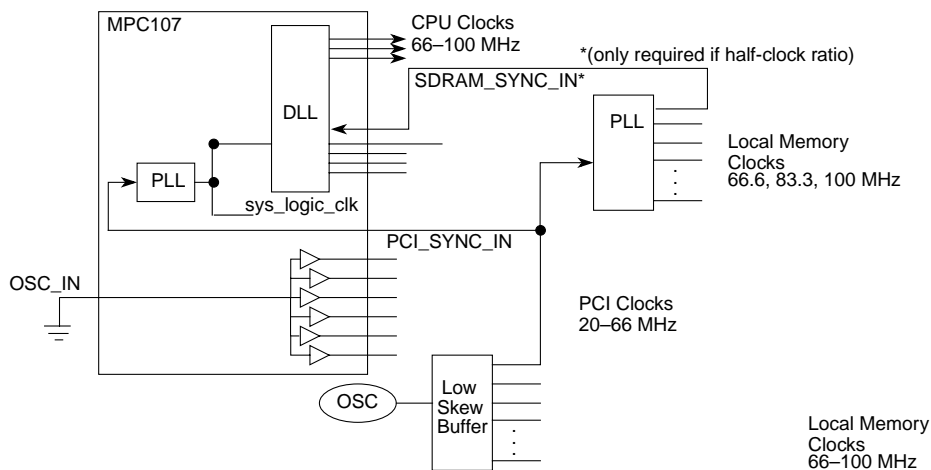 MPC107
CPU Clocks
66–100 MHz
*(only required if half-clock ratio)
SDRAM_SYNC_IN*
DLL
PLL
Local Memory
Clocks
66.6, 83.3, 100 MHz
PLL
sys_logic_clk
PCI_SYNC_IN
OSC_IN
PCI Clocks
20–66 MHz
OSC
Low
Skew
Buffer
Local Memory
Clocks
66–100 MHz